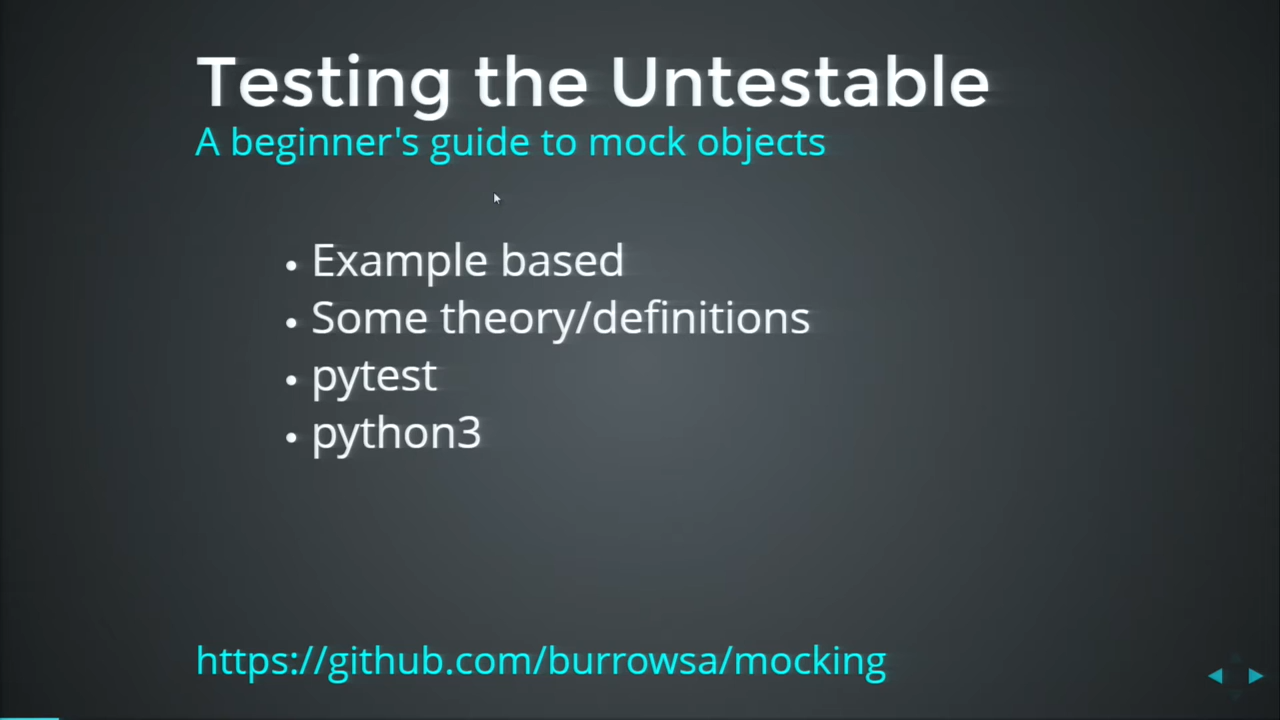 Testing the Untestable
A beginner's guide to mock objects
• Example based
• Some theory/definitions
• pytest
• python3
https://github.com/burrowsa/mocking